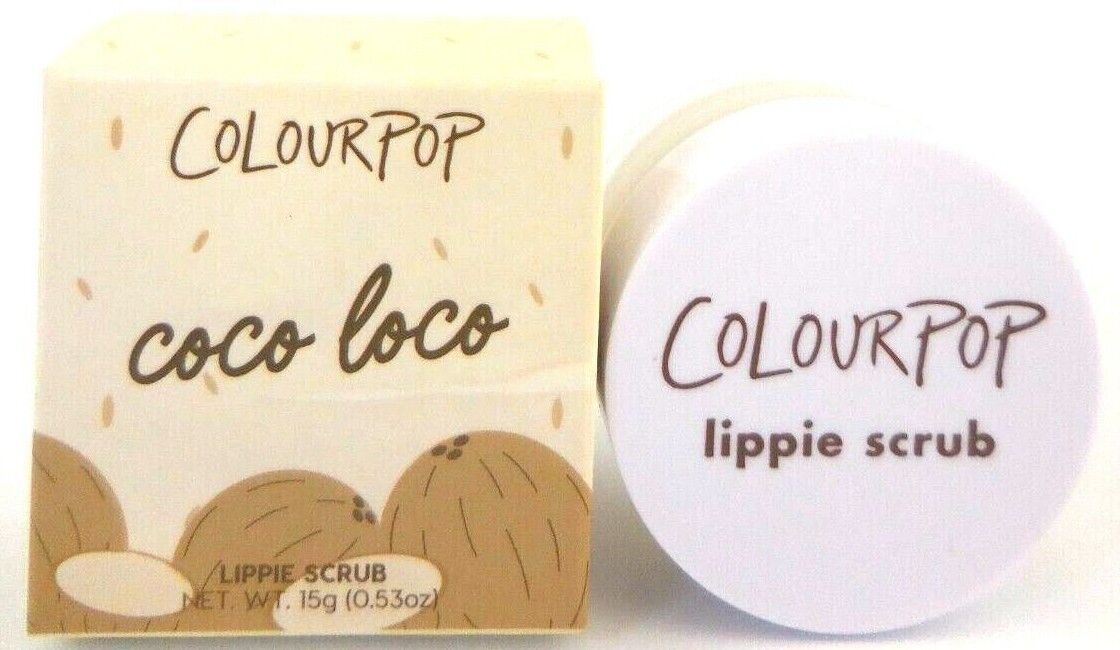 COLOURPOP
coco loco
LIPPIE SCRUB
NET. WT. 15g (0.53oz)
COLOURPOP
lippie scrub